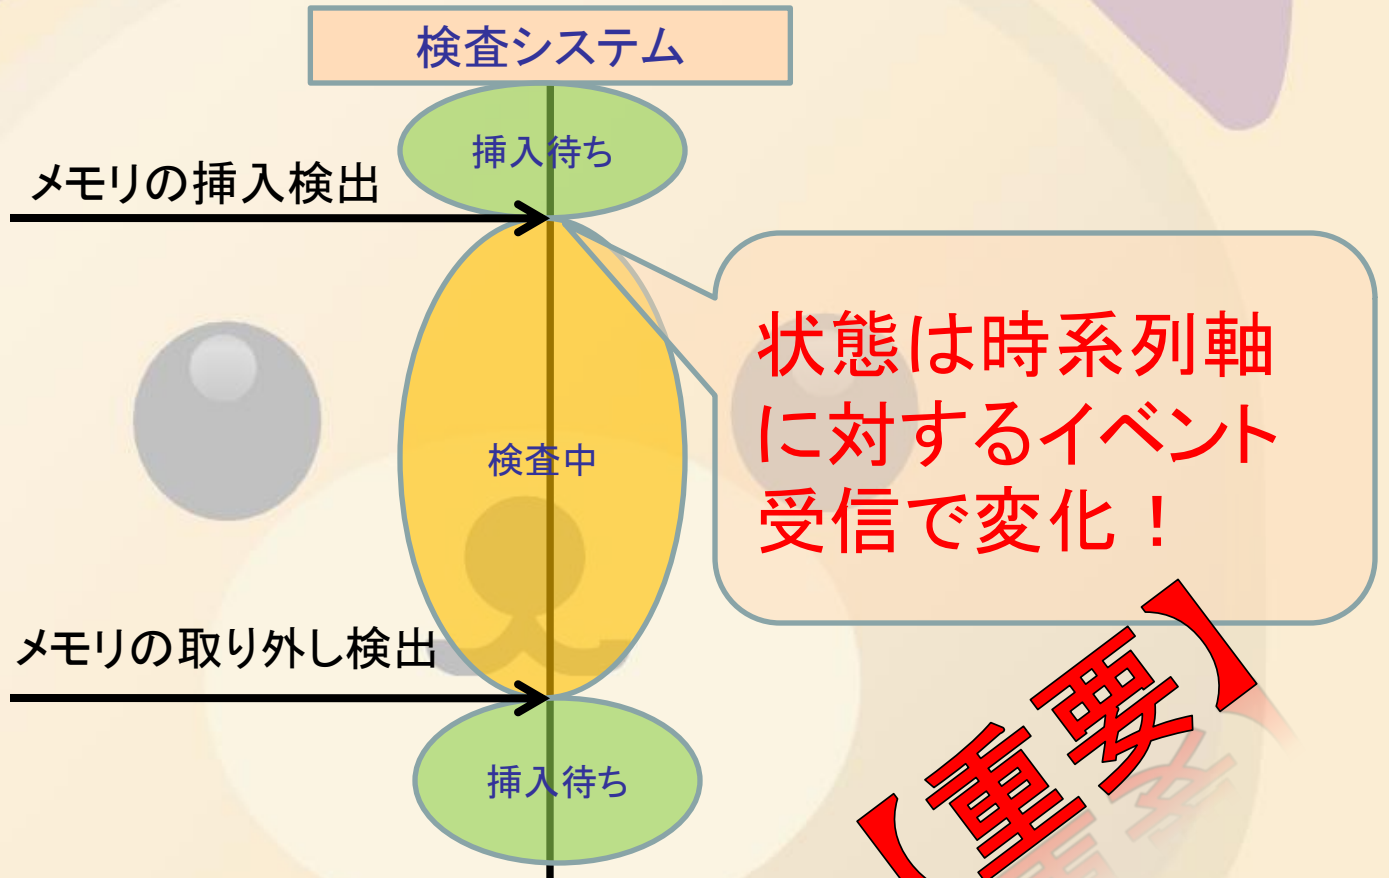 検査システム
挿入待ち
メモリの挿入検出
状態は時系列軸
に対するイベント
受信で変化！
検査中
メモリの取り外し検出
挿入待ち
【重要】